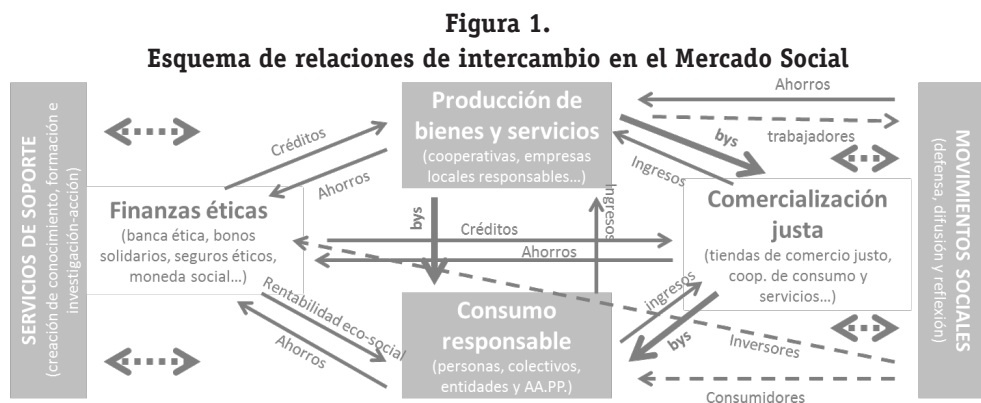 Figura 1.
Esquema de relaciones de intercambio en el Mercado Social
SERVICIOS DE SOPORTE
(creación de conocimiento, formación e
investigación-acción)
Créditos
Ahorros
Producción de
bienes y servicios
(cooperativas, empresas
locales responsables...)
bys
Ingresos
Ahorros
trabajadores
MOVIMIENTOS SOCIALES
(defensa, difusión y reflexión)
Finanzas éticas
(banca ética, bonos
solidarios, seguros éticos,
moneda social...)
bys
Ingresos
Créditos
Ahorros
Comercialización
justa
(tiendas de comercio justo,
coop. de consumo y
servicios...)
Rentabilidad eco-social
Ahorros
Consumo
responsable
(personas, colectivos,
entidades y AA.PP.)
ingresos
bys
Inversores
Consumidores